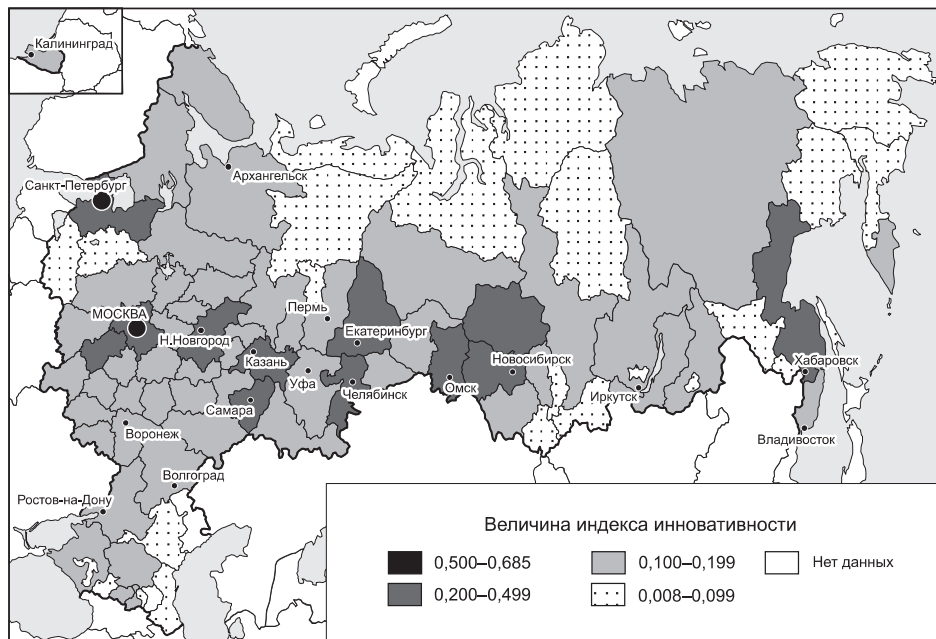 Калининград
Архангельск
Санкт-Петербург
МОСКВА
Пермь
Н.Новгород
Екатеринбург
Казань
Новосибирск
Хабаровск
Уфа
Челябинск
Омск
Иркутск
Самара
Воронеж
Владивосток
Волгоград
Ростов-на-Дону
Величина индекса инновативности
0,500–0,685
0,100–0,199
Нет данных
0,200–0,499
0,008–0,099